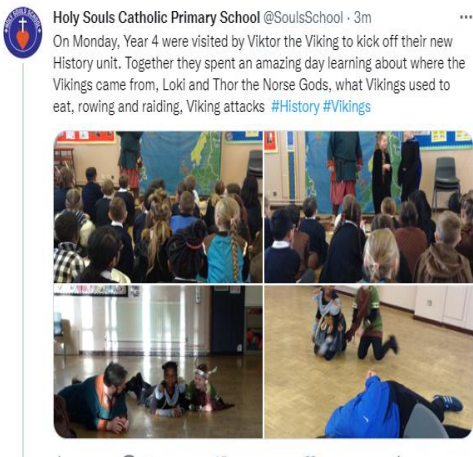 Holy Souls Catholic Primary School @SoulsSchool · 3m
On Monday, Year 4 were visited by Viktor the Viking to kick off their new
History unit. Together they spent an amazing day learning about where the
Vikings came from, Loki and Thor the Norse Gods, what Vikings used to
eat, rowing and raiding, Viking attacks #History #Vikings